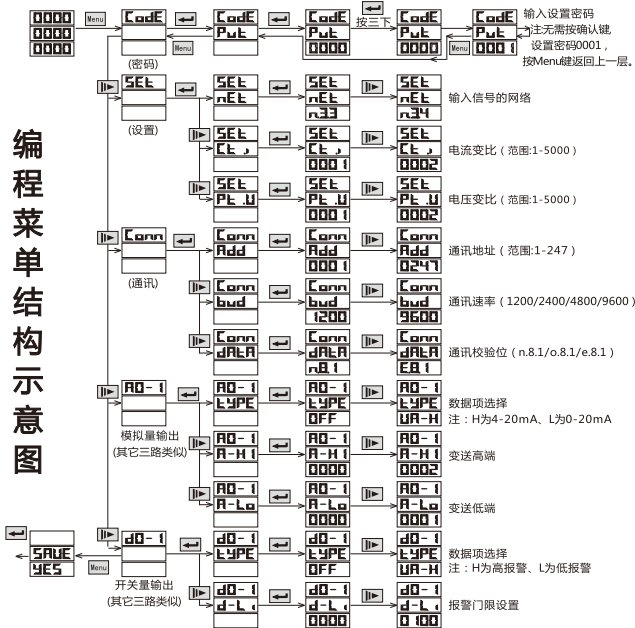 编程菜单结构示意图
0000
0000
0000
Menu
CodE
(密码)
CodE
Put
Menu
CodE
Put
0000
按三下
CodE
Put
0000
Menu
CodE
Put
0001
输入设置密码
注:无需按确认键,
设置密码0001,
按Menu键返回上一层。
SEt
(设置)
SEt
nEt
SEt
nEt
n.3.3
SEt
nEt
n.3.4
输入信号的网络
SEt
Ct,
SEt
Ct,
0001
SEt
Ct,
0002
电流变比(范围:1-5000)
SEt
Pt.U
SEt
Pt.U
0001
SEt
Pt.U
0002
电压变比(范围:1-5000)
Conn
(通讯)
Conn
Add
Conn
Add
0001
Conn
Add
0247
通讯地址(范围:1-247)
Conn
bud
Conn
bud
1200
Conn
bud
9600
通讯速率(1200/2400/4800/9600)
Conn
dAtA
Conn
dAtA
n.8.1
Conn
dAtA
E.8.1
通讯校验位(n.8.1/o.8.1/e.8.1)
AO-1
模拟量输出
(其它三路类似)
AO-1
tYPE
AO-1
tYPE
OFF
AO-1
tYPE
UA-H
数据项选择
注:H为4-20mA、L为0-20mA
AO-1
A-Hi
AO-1
A-Hi
0000
AO-1
A-Hi
0002
变送高端
AO-1
A-Lo
AO-1
A-Lo
0000
AO-1
A-Lo
0001
变送低端
SAUE
YES
Menu
dO-1
开关量输出
(其它三路类似)
dO-1
tYPE
dO-1
tYPE
OFF
dO-1
tYPE
UA-H
数据项选择
注:H为高报警、L为低报警
dO-1
d-Li
dO-1
d-Li
0000
dO-1
d-Li
0100
报警门限设置